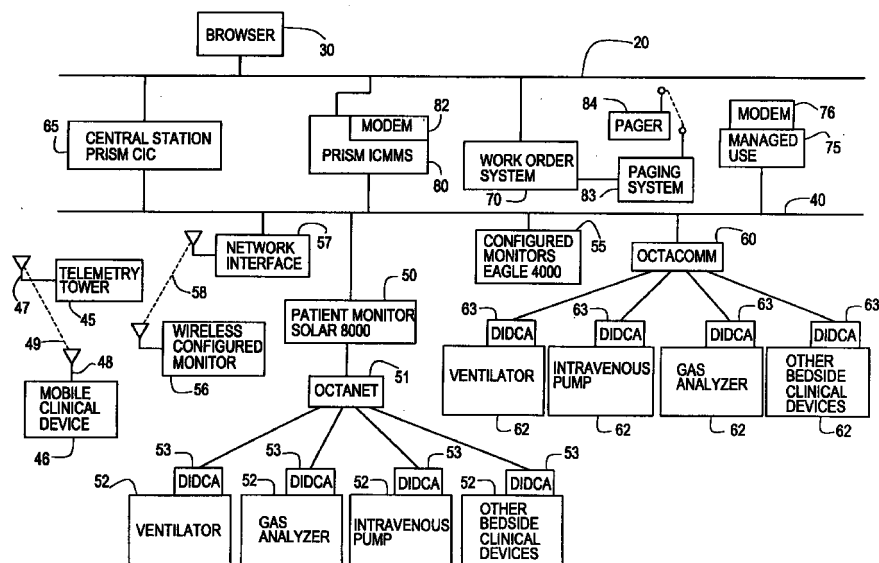 BROWSER
30
20
65
CENTRAL STATION
PRISM CIC
MODEM
82
PRISM ICMMS
80
WORK ORDER
SYSTEM
70
84
PAGER
PAGING
SYSTEM
83
MODEM
76
MANAGED
USE
75
40
NETWORK
INTERFACE
57
CONFIGURED
MONITORS
EAGLE 4000
55
60
OCTACOMM
TELEMETRY
TOWER
47
45
58
50
PATIENT MONITOR
SOLAR 8000
49
48
WIRELESS
CONFIGURED
MONITOR
56
MOBILE
CLINICAL
DEVICE
46
51
OCTANET
63
DIDCA
VENTILATOR
62
63
DIDCA
INTRAVENOUS
PUMP
62
63
DIDCA
GAS
ANALYZER
62
63
DIDCA
OTHER
BEDSIDE
CLINICAL
DEVICES
62
53
52
DIDCA
VENTILATOR
53
52
DIDCA
GAS
ANALYZER
53
52
DIDCA
INTRAVENOUS
PUMP
53
52
DIDCA
OTHER
BEDSIDE
CLINICAL
DEVICES